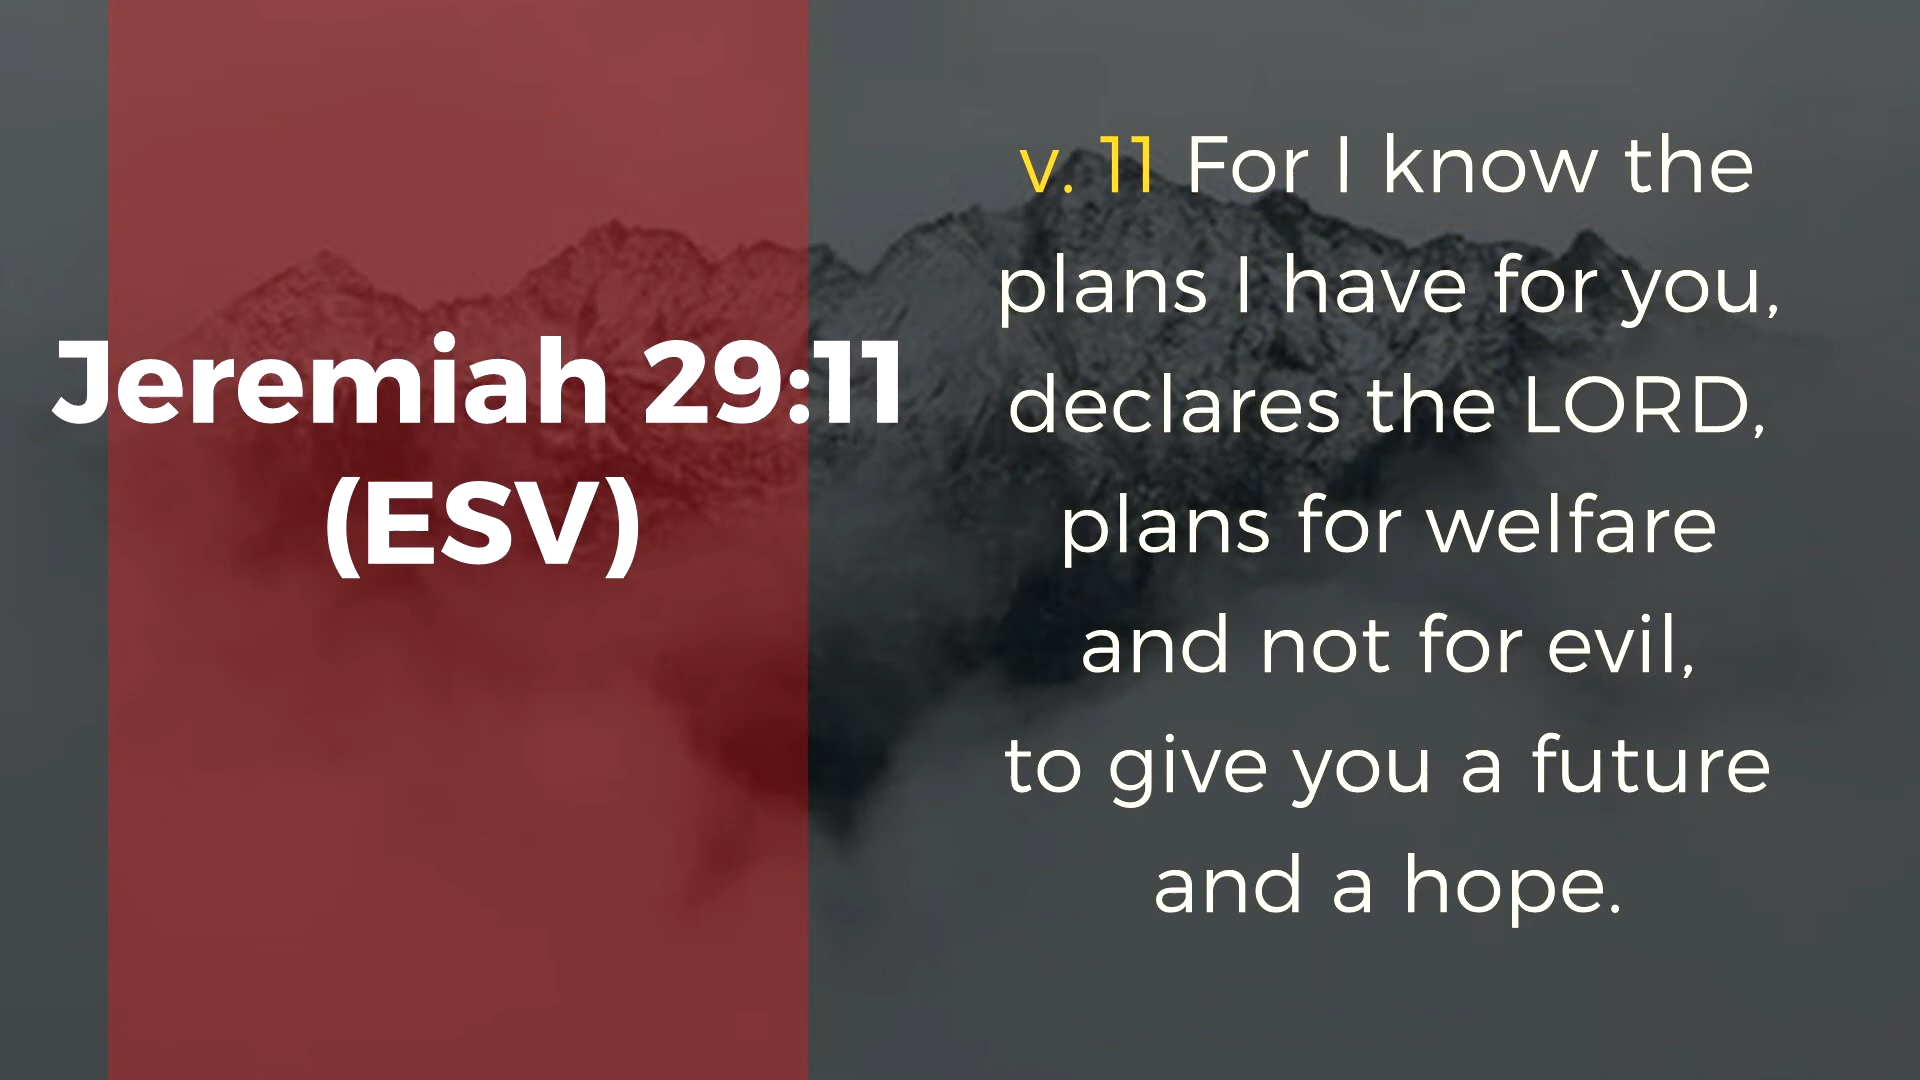 Jeremiah 29:11
(ESV)
v. 11 For I know the
plans I have for you,
declares the LORD,
plans for welfare
and not for evil,
to give you a future
and a hope.